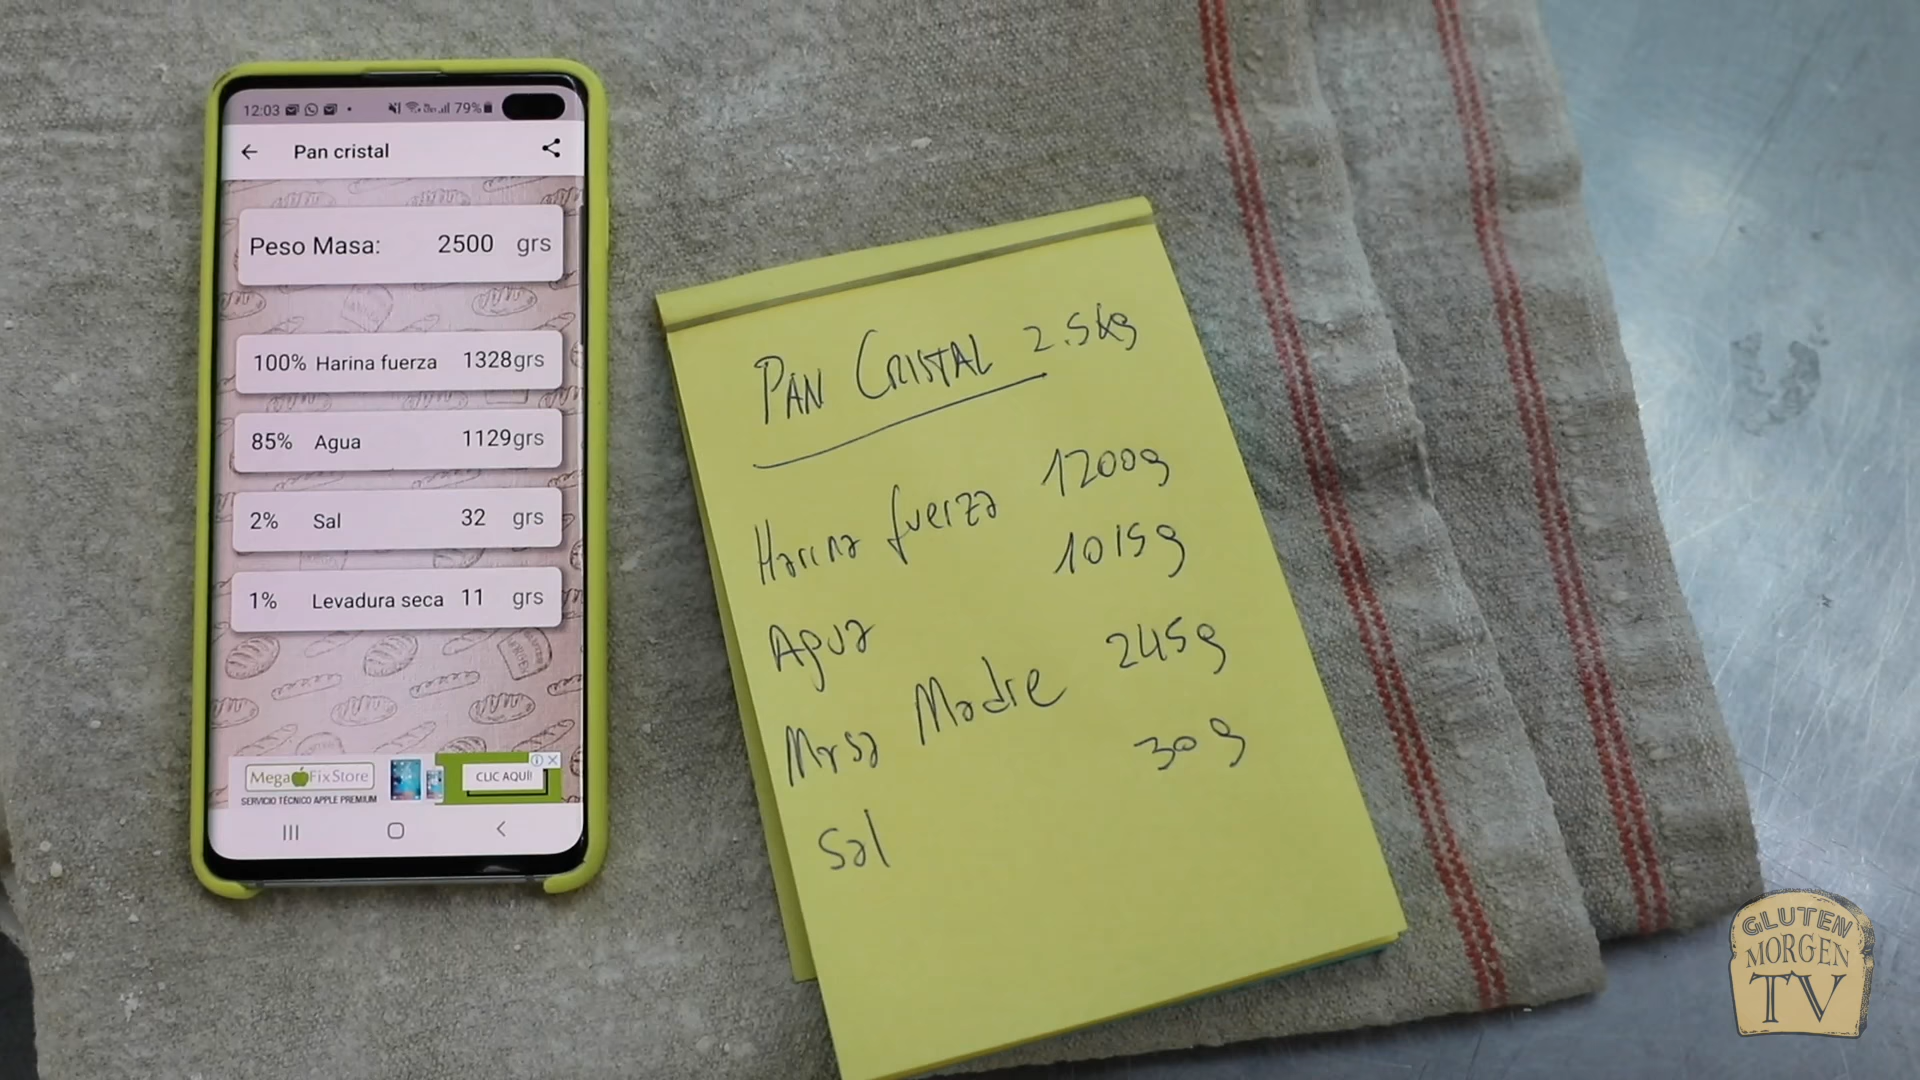 12:03 79%
Pan cristal
Peso Masa: 2500 grs
100% Harina fuerza 1328grs
85% Agua 1129grs
2% Sal 32 grs
1% Levadura seca 11 grs
MegaFixStore
SERVICIO TÉCNICO APPLE PREMIUM
CLIC AQUÍ!
PAN CRISTAL 2.5kg
Harina fuerza 1200g
Agua 1015g
Masa Madre 245g
Sal 30g
GLUTEN
MORGEN
TV